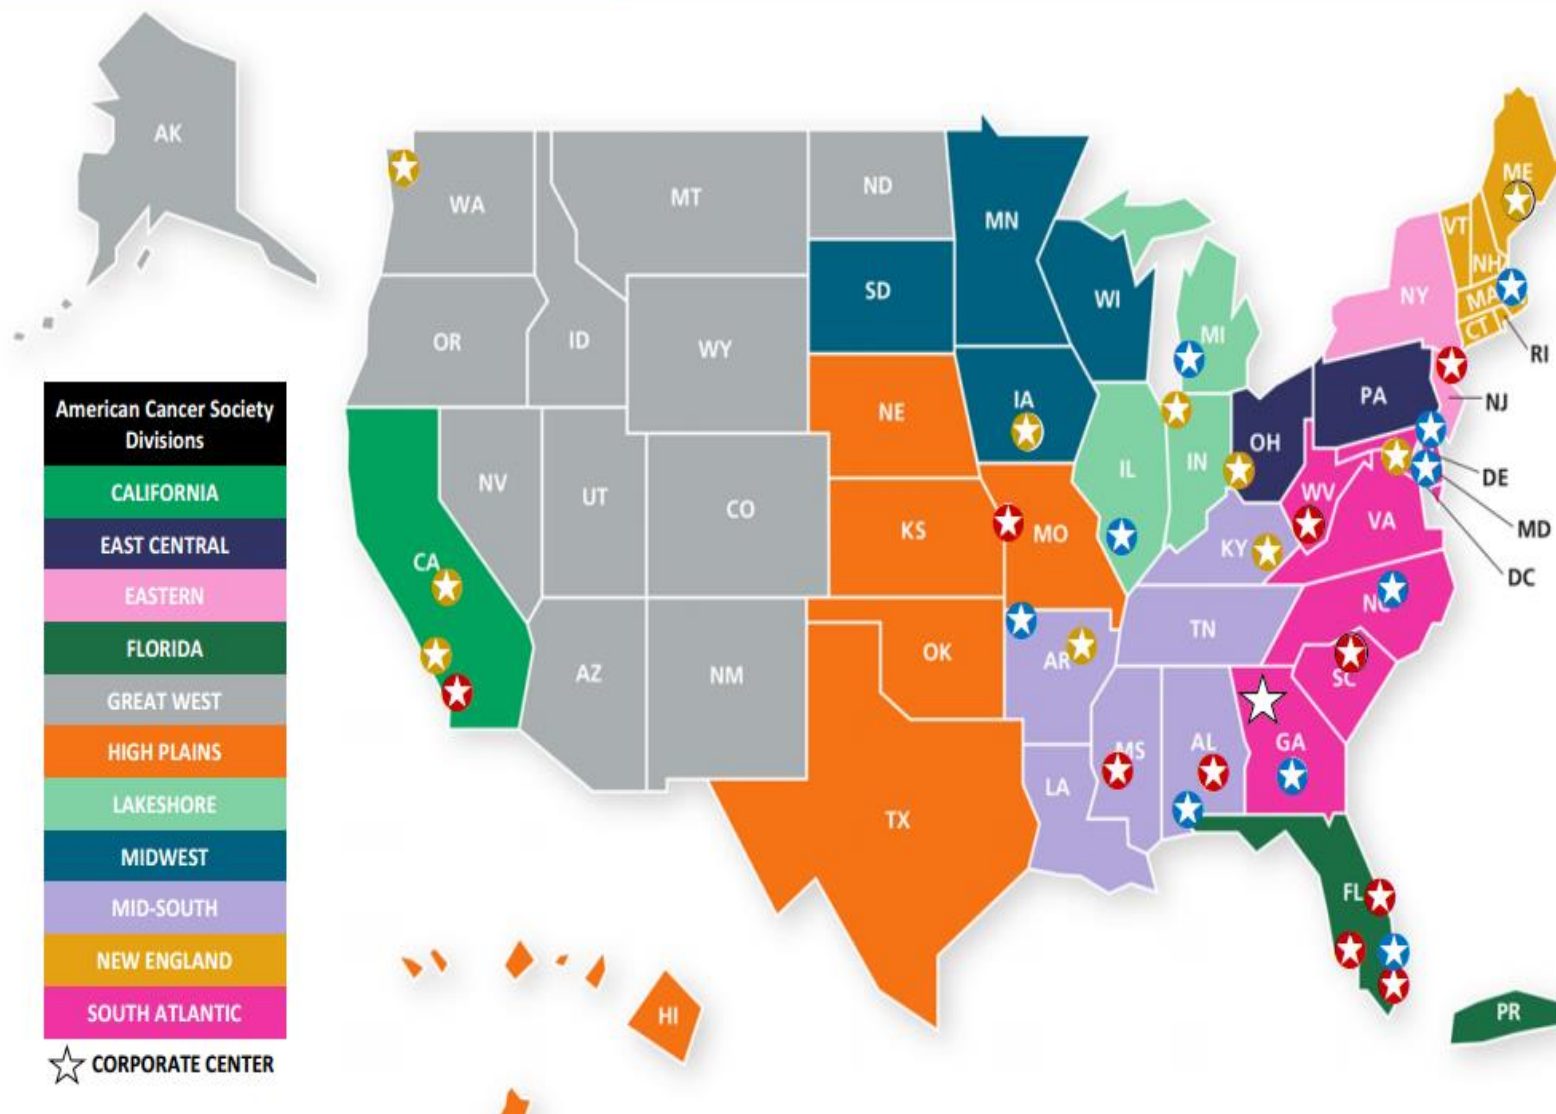 AK
WA
MT
ND
MN
ME
VT
NH
SD
WI
NY
MA
OR
ID
WY
MI
CT
RI
American Cancer Society
Divisions
NE
IA
PA
NJ
CALIFORNIA
NV
UT
CO
IL
IN
OH
DE
EAST CENTRAL
CA
KS
MO
KY
WV
VA
MD
EASTERN
DC
FLORIDA
AZ
NM
OK
AR
TN
NC
SC
GREAT WEST
HIGH PLAINS
MS
AL
GA
LAKESHORE
LA
TX
MIDWEST
MID-SOUTH
FL
NEW ENGLAND
SOUTH ATLANTIC
HI
PR
CORPORATE CENTER